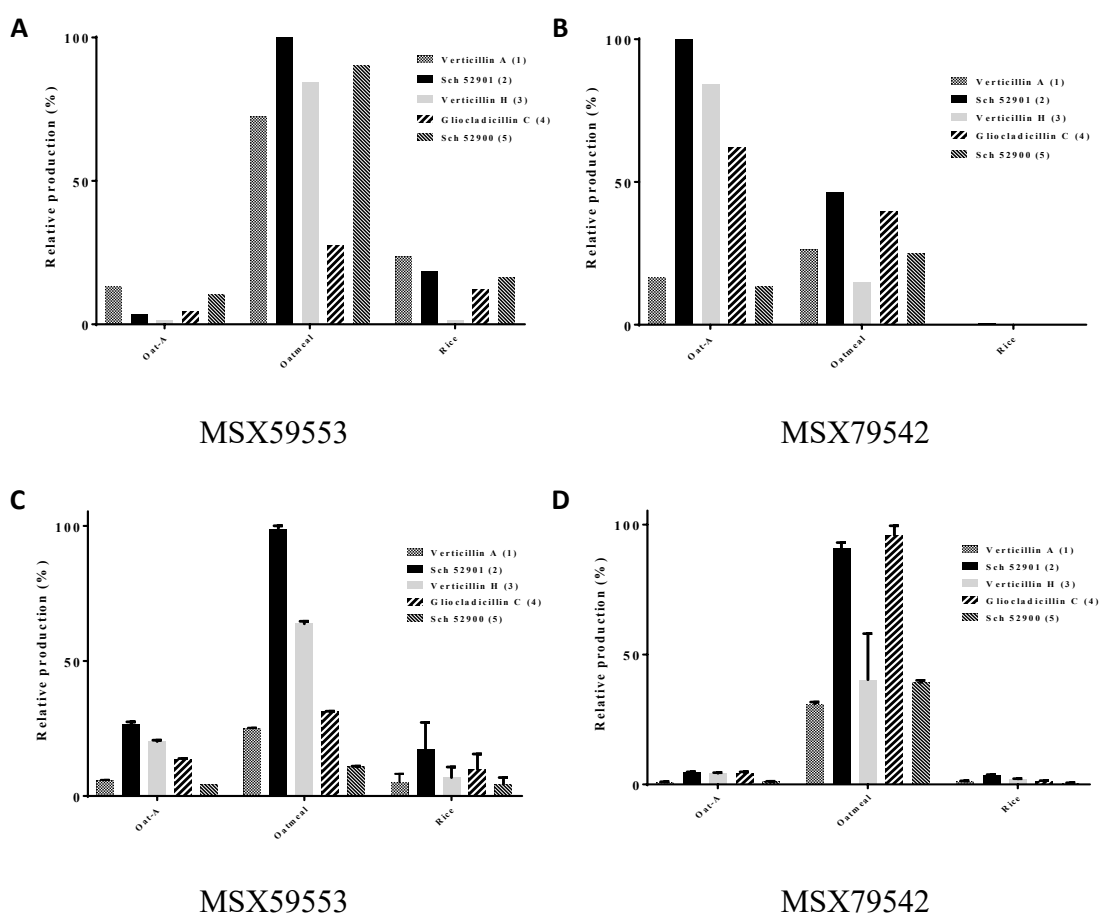 A
Relative production (%)
100
50
0
Verticillin A (1)
Sch 52901 (2)
Verticillin H (3)
Gliocladicillin C (4)
Sch 52900 (5)
Oat-A
Oatmeal
Rice
MSX59553
B
Relative production (%)
100
50
0
Verticillin A (1)
Sch 52901 (2)
Verticillin H (3)
Gliocladicillin C (4)
Sch 52900 (5)
Oat-A
Oatmeal
Rice
MSX79542
C
Relative production (%)
100
50
0
Verticillin A (1)
Sch 52901 (2)
Verticillin H (3)
Gliocladicillin C (4)
Sch 52900 (5)
Oat-A
Oatmeal
Rice
MSX59553
D
Relative production (%)
100
50
0
Verticillin A (1)
Sch 52901 (2)
Verticillin H (3)
Gliocladicillin C (4)
Sch 52900 (5)
Oat-A
Oatmeal
Rice
MSX79542